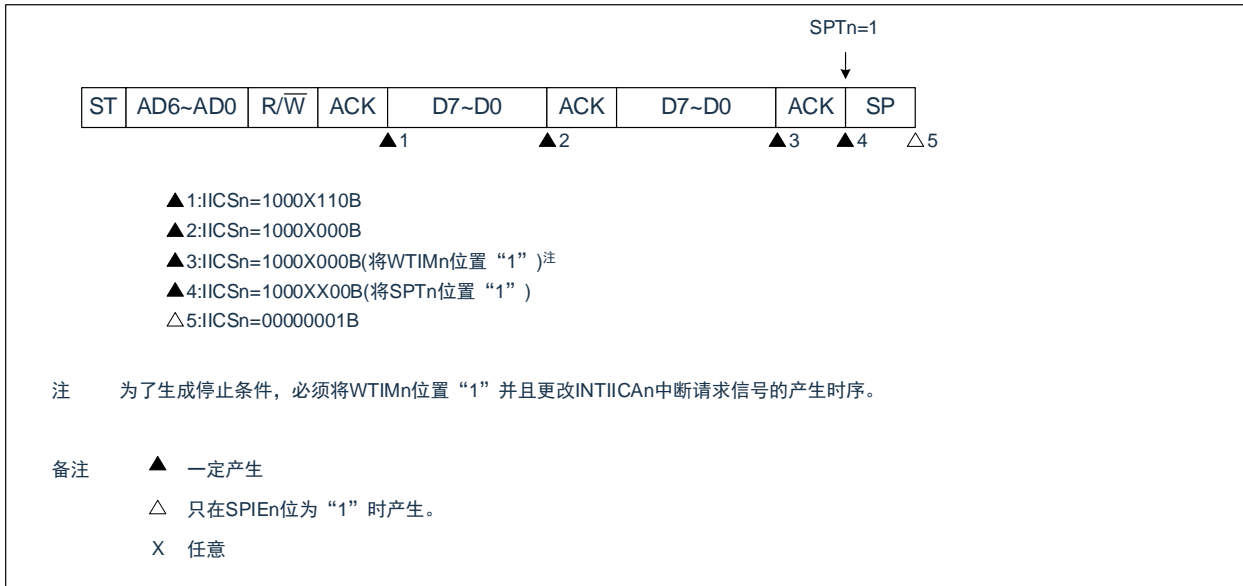 SPTn=1
ST AD6~AD0 R/W̅ ACK D7~D0 ACK D7~D0 ACK SP
▲1 ▲2 ▲3 ▲4 △5
▲1:IICSn=1000X110B
▲2:IICSn=1000X000B
▲3:IICSn=1000X000B(将WTIMn位置“1”)注
▲4:IICSn=1000XX00B(将SPTn位置“1”)
△5:IICSn=00000001B
注 为了生成停止条件，必须将WTIMn位置“1”并且更改INTIICAn中断请求信号的产生时序。
备注 ▲ 一定产生
△ 只在SPIEn位为“1”时产生。
X 任意